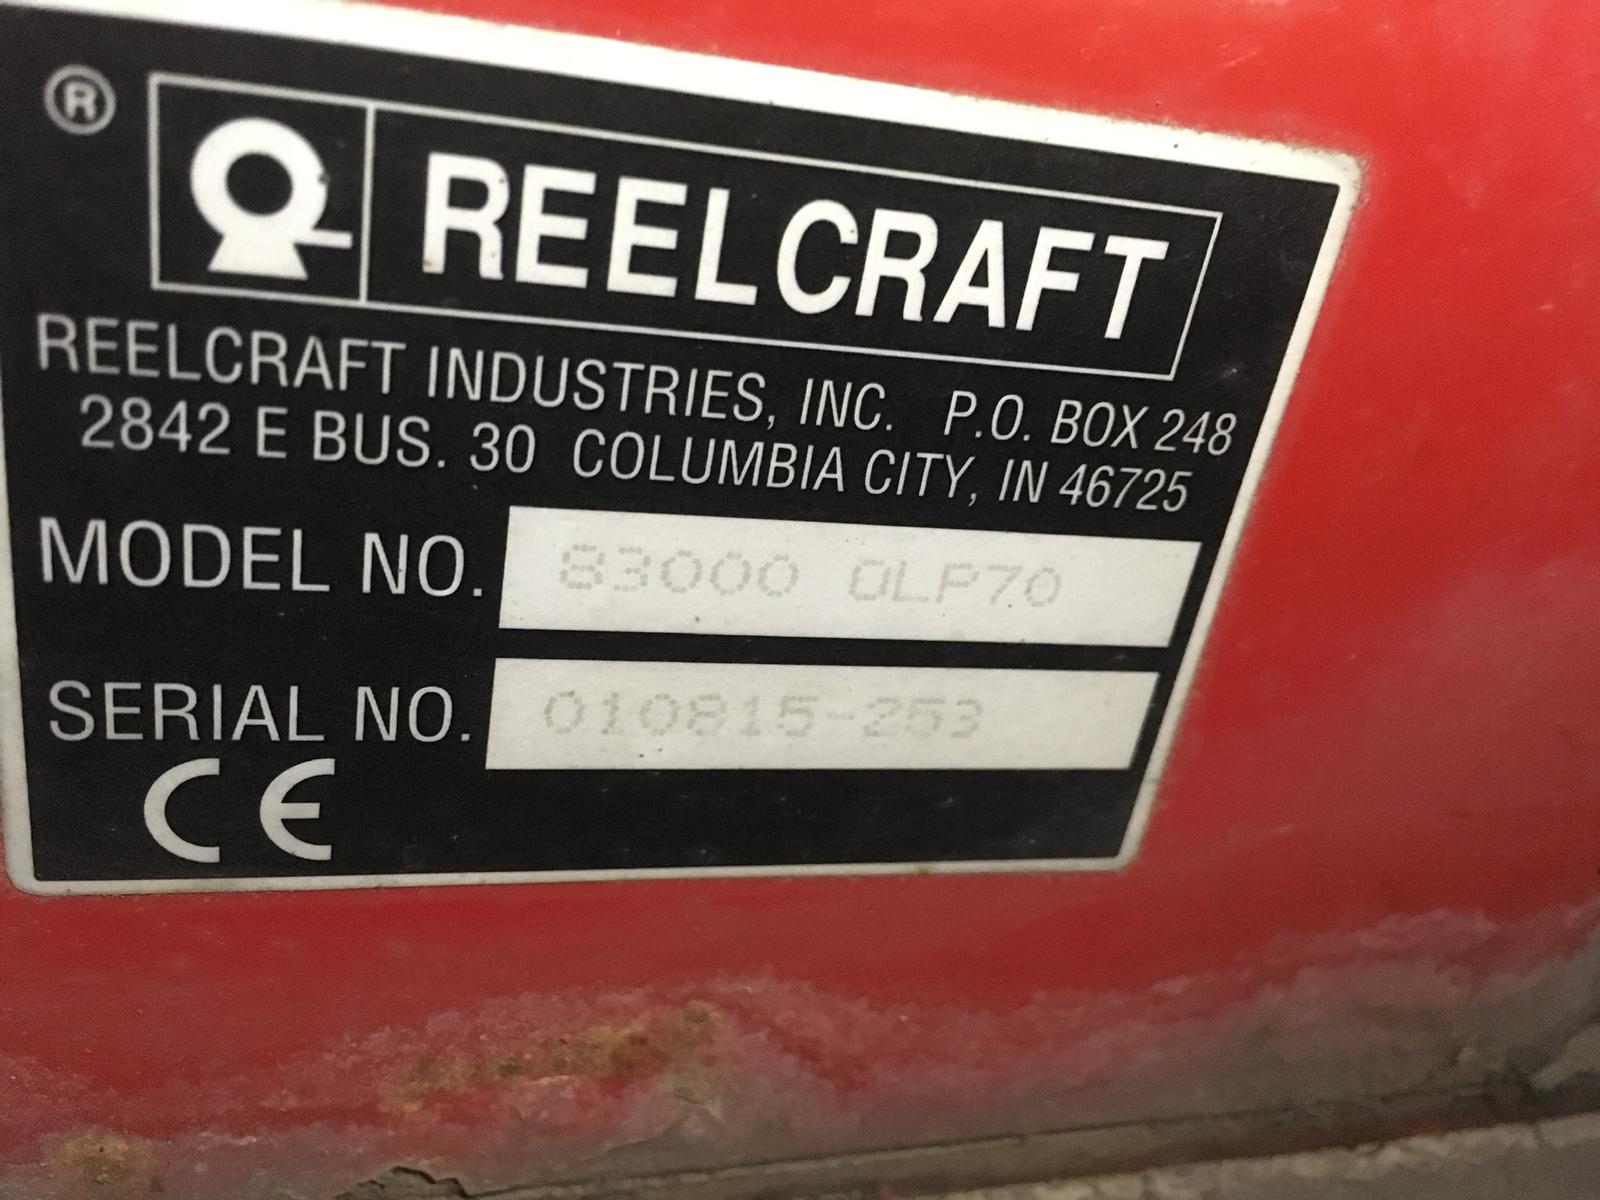 ®
REELCRAFT
REELCRAFT INDUSTRIES, INC. P.O. BOX 248
2842 E BUS. 30 COLUMBIA CITY, IN 46725
MODEL NO. 83000 OLP70
SERIAL NO. 010815-253
CE